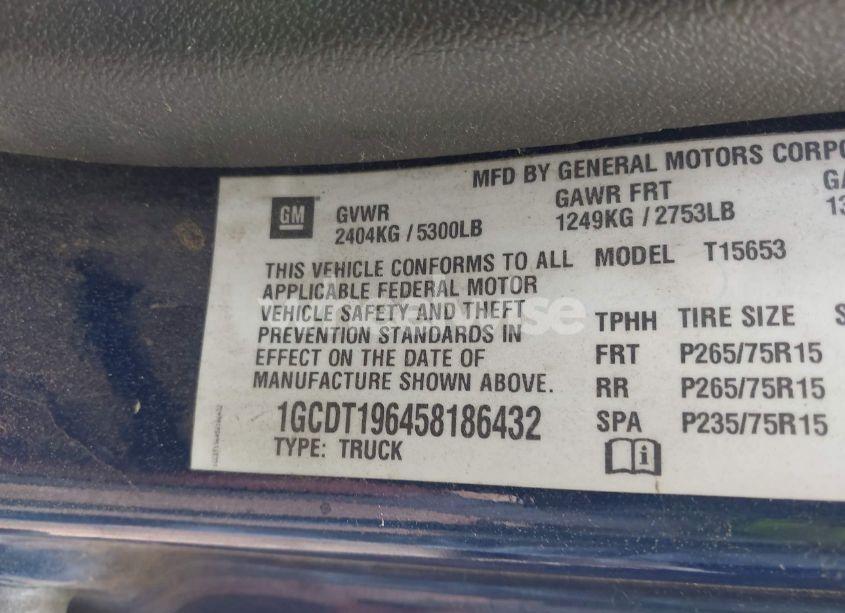 MFD BY GENERAL MOTORS CORPO
GM
GVWR
2404KG / 5300LB
GAWR FRT
1249KG / 2753LB
GA
13
THIS VEHICLE CONFORMS TO ALL
APPLICABLE FEDERAL MOTOR
VEHICLE SAFETY AND THEFT
PREVENTION STANDARDS IN
EFFECT ON THE DATE OF
MANUFACTURE SHOWN ABOVE.
1GCDT196458186432
TYPE: TRUCK
MODEL T15653
TPHH TIRE SIZE S
FRT P265/75R15
RR P265/75R15
SPA P235/75R15
i